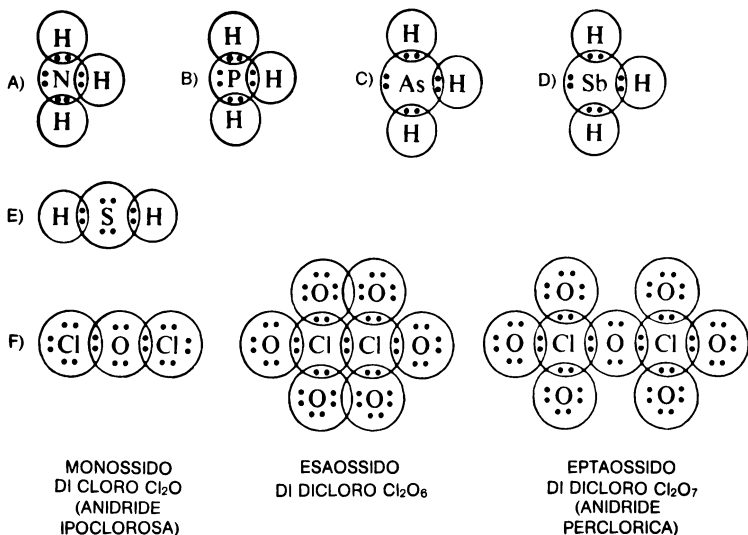 A) H N H H
B) H P H H
C) H As H H
D) H Sb H H
E) H S H
F) Cl O Cl
O O
O Cl Cl O
O O
O O
O Cl O Cl O
O O
MONOSSIDO
DI CLORO Cl₂O
(ANIDRIDE
IPOCLOROSA)
ESAOSSIDO
DI DICLORO Cl₂O₆
EPTAOSSIDO
DI DICLORO Cl₂O₇
(ANIDRIDE
PERCLORICA)